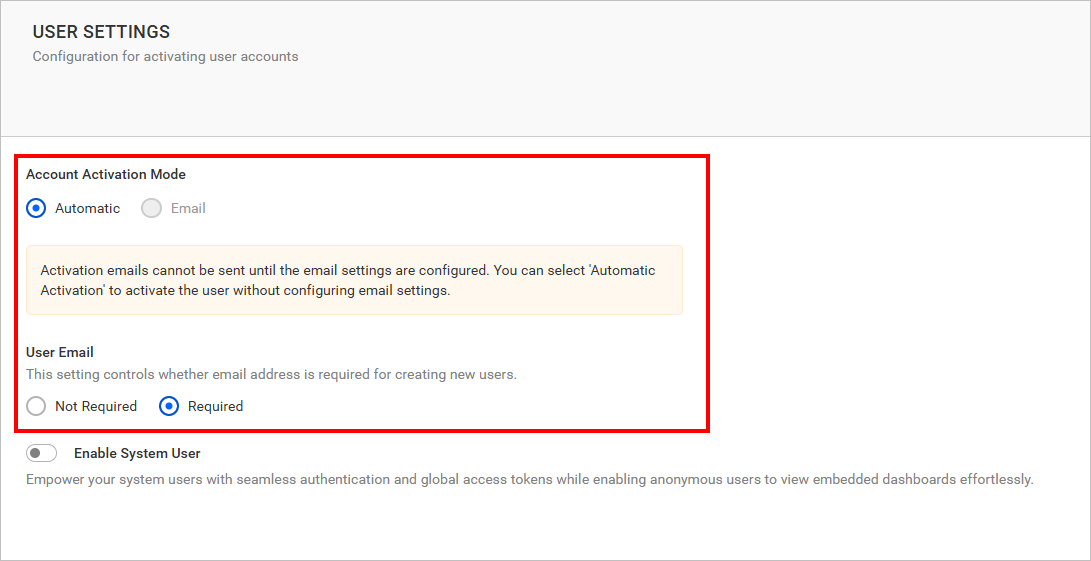 USER SETTINGS
Configuration for activating user accounts
Account Activation Mode
Automatic Email
Activation emails cannot be sent until the email settings are configured. You can select 'Automatic
Activation' to activate the user without configuring email settings.
User Email
This setting controls whether email address is required for creating new users.
Not Required Required
Enable System User
Empower your system users with seamless authentication and global access tokens while enabling anonymous users to view embedded dashboards effortlessly.